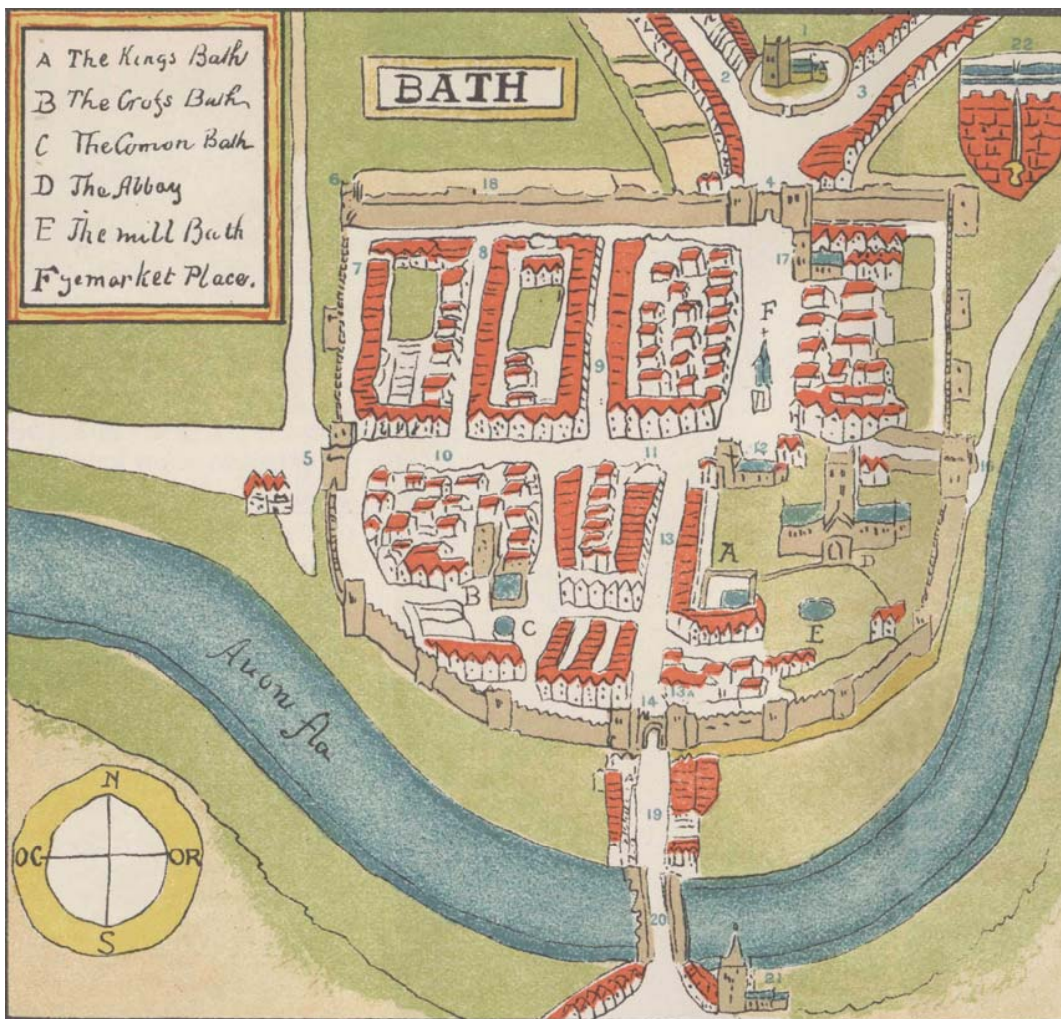 A The Kings Bath
B The Crofs Bath
C The Comon Bath
D The Abbay
E The mill Bath
F ye market Place.
BATH
1
2
3
22
6
18
4
7
8
17
F
9
5
10
11
12
16
13
A
D
B
C
E
13A
14
Auon flu
N
OC
OR
S
19
20
21